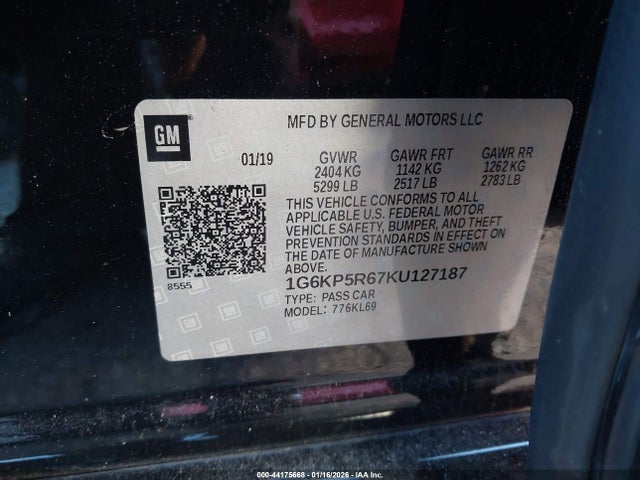 GM
MFD BY GENERAL MOTORS LLC
01/19 GVWR GAWR FRT GAWR RR
2404 KG 1142 KG 1262 KG
5299 LB 2517 LB 2783 LB
THIS VEHICLE CONFORMS TO ALL
APPLICABLE U.S. FEDERAL MOTOR
VEHICLE SAFETY, BUMPER, AND THEFT
PREVENTION STANDARDS IN EFFECT ON
THE DATE OF MANUFACTURE SHOWN
ABOVE.
8555
1G6KP5R67KU127187
TYPE: PASS CAR
MODEL: 776KL69
000-44175668 - 01/16/2026 - IAA Inc.